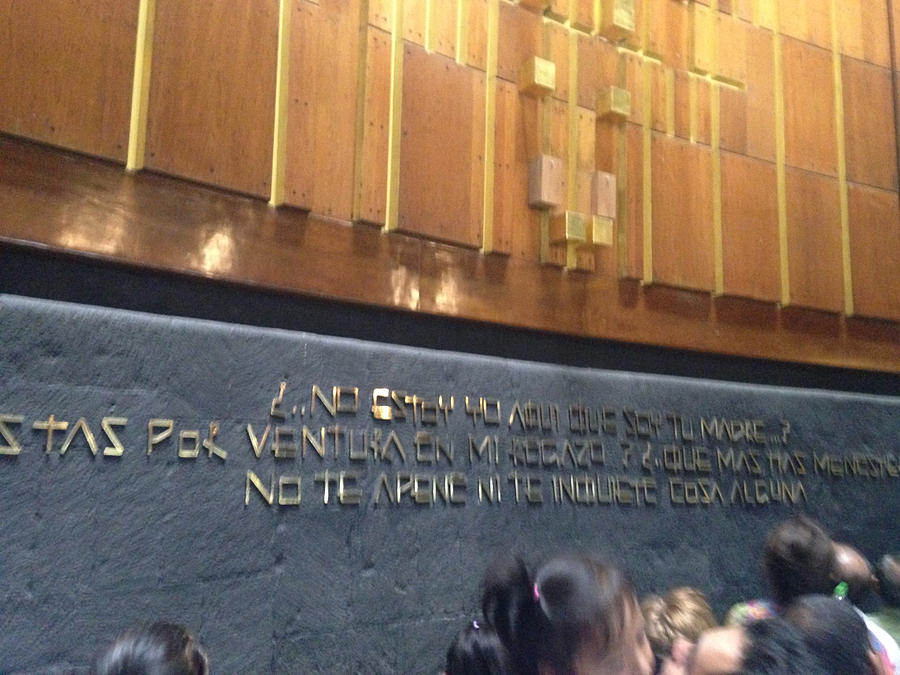 ¿..NO ESTOY YO AQUI QUE SOY TU MADRE...?
STAS POR VENTURA EN MI REGAZO ? ¿..QUE MAS HAS MENESTE
NO TE APENE NI TE INQUIETE COSA ALGUNA